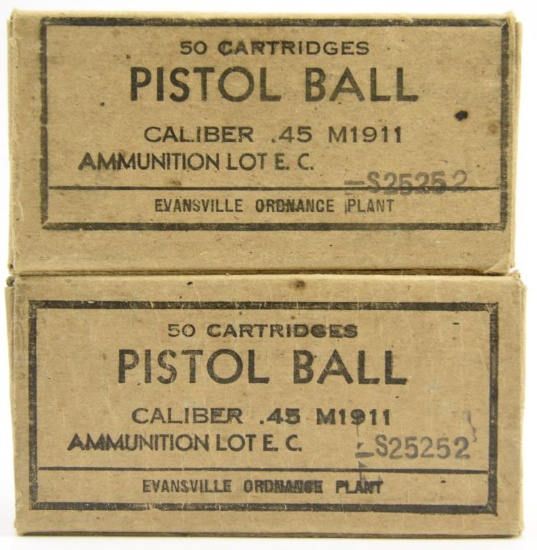 50 CARTRIDGES
PISTOL BALL
CALIBER .45 M1911
AMMUNITION LOT E. C.
-S25252
EVANSVILLE ORDNANCE PLANT
50 CARTRIDGES
PISTOL BALL
CALIBER .45 M1911
AMMUNITION LOT E. C.
-S25252
EVANSVILLE ORDNANCE PLANT